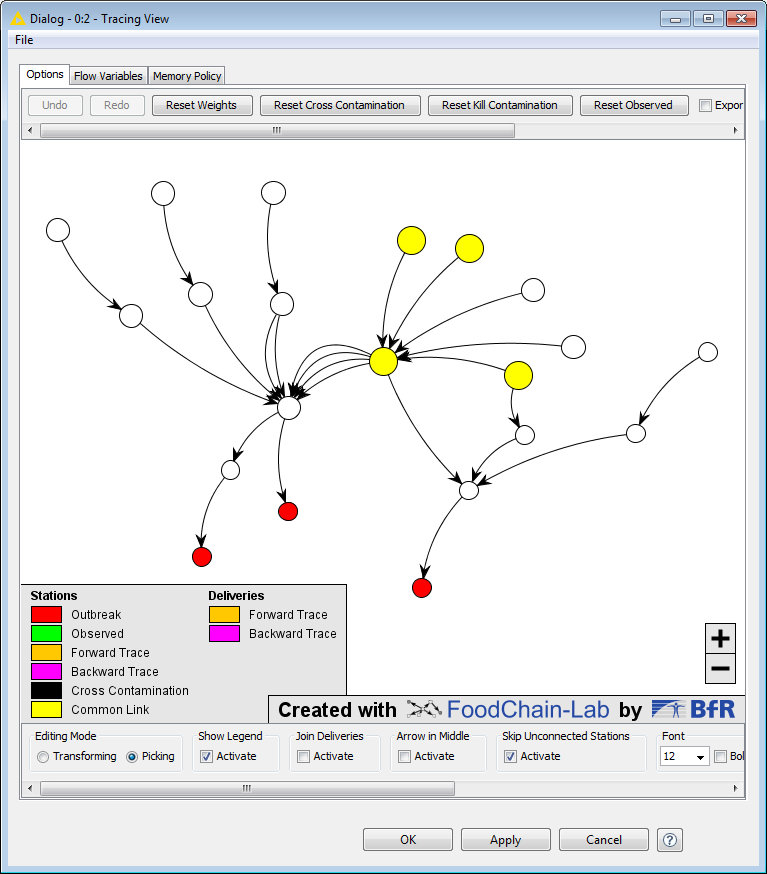 Dialog - 0:2 - Tracing View
File
Options Flow Variables Memory Policy
Undo Redo Reset Weights Reset Cross Contamination Reset Kill Contamination Reset Observed Expor
Stations Deliveries
Outbreak Forward Trace
Observed Backward Trace
Forward Trace
Backward Trace
Cross Contamination
Common Link
+
−
Created with FoodChain-Lab by BfR
Editing Mode Show Legend Join Deliveries Arrow in Middle Skip Unconnected Stations Font
Transforming Picking Activate Activate Activate Activate 12 Bol
OK Apply Cancel ?